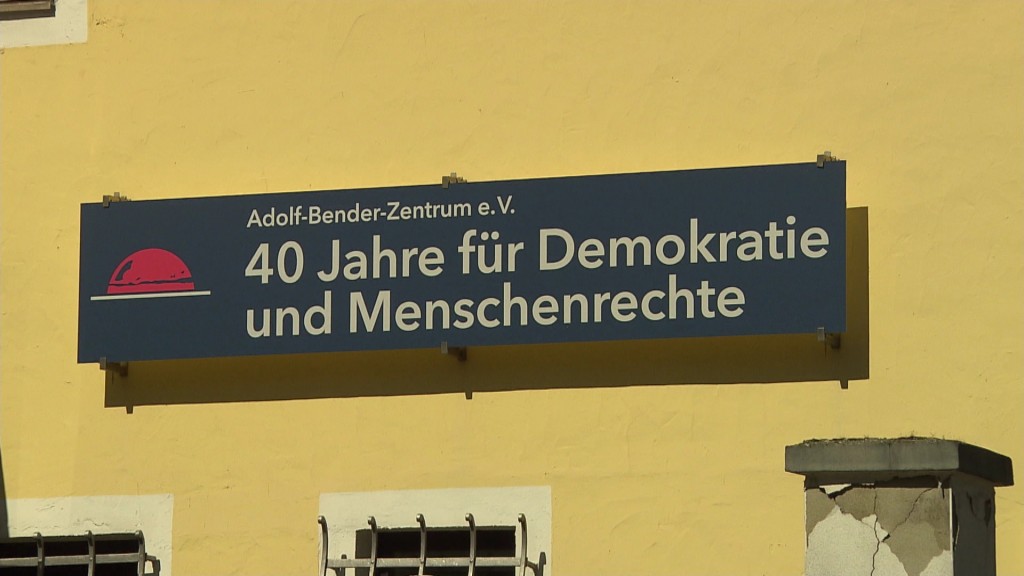 Adolf-Bender-Zentrum e.V.
40 Jahre für Demokratie
und Menschenrechte